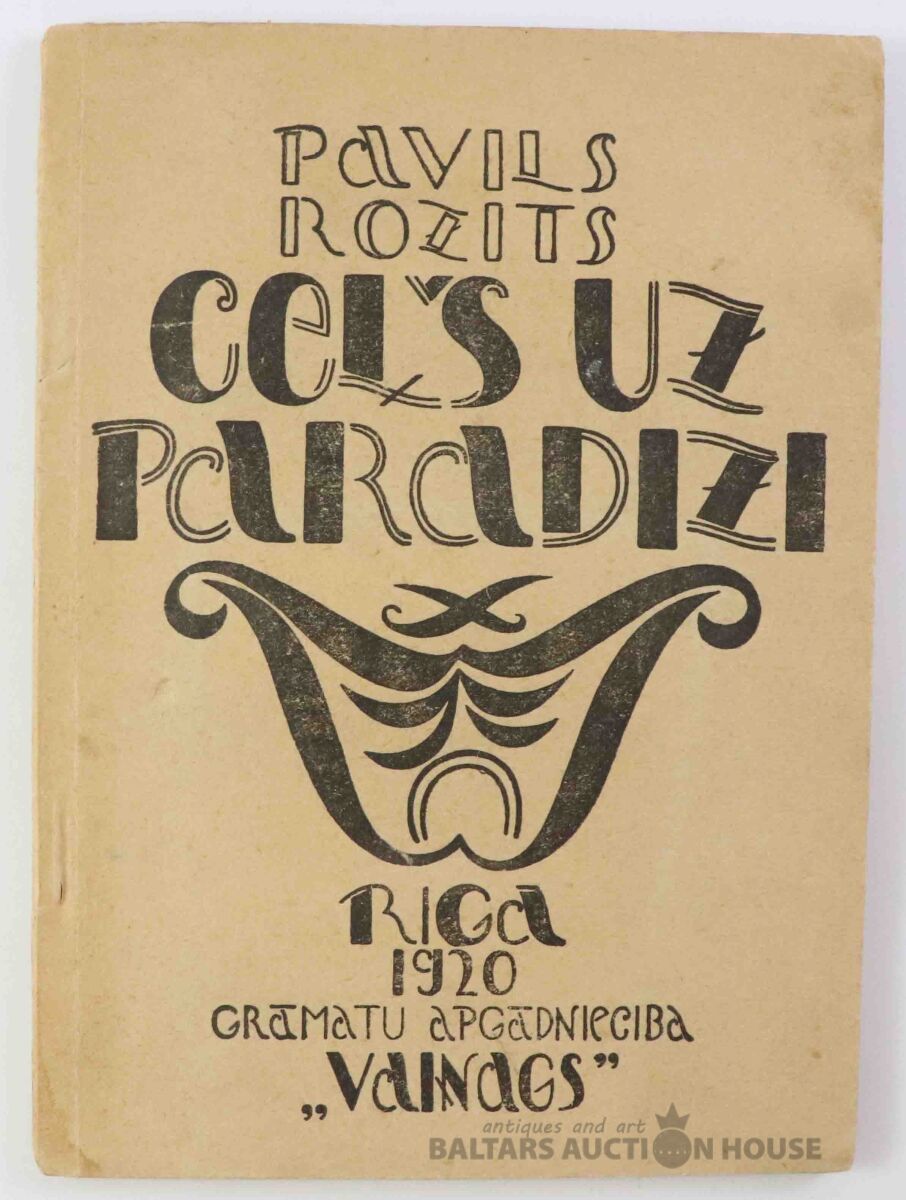 PAVILS
ROZITS
CEĻŠ UZ
PARADIZI
RIGA
1920
GRAMATU APGADNIECIBA
„VAINAGS”
antiques and art
BALTARS AUCTION HOUSE